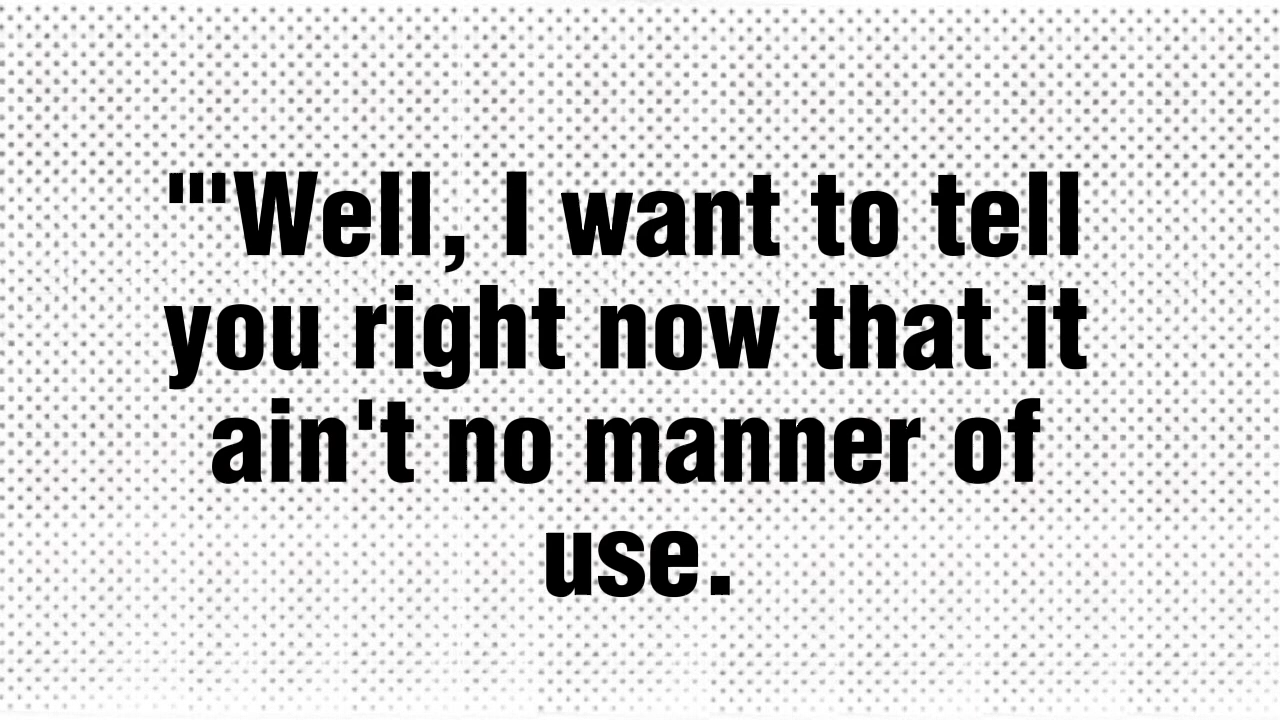 "'Well, I want to tell
you right now that it
ain't no manner of
use.